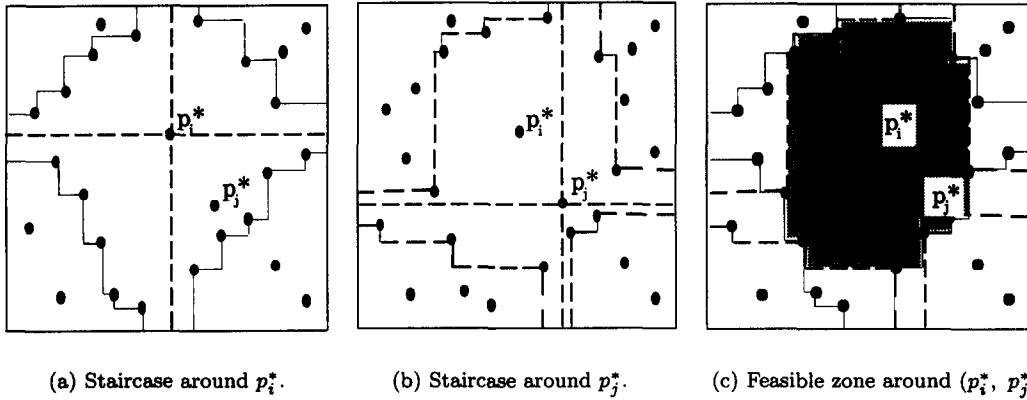 p_i^*
p_j^*
p_i^*
p_j^*
p_i^*
p_j^*
(a) Staircase around p_i^*.
(b) Staircase around p_j^*.
(c) Feasible zone around (p_i^*, p_j^*